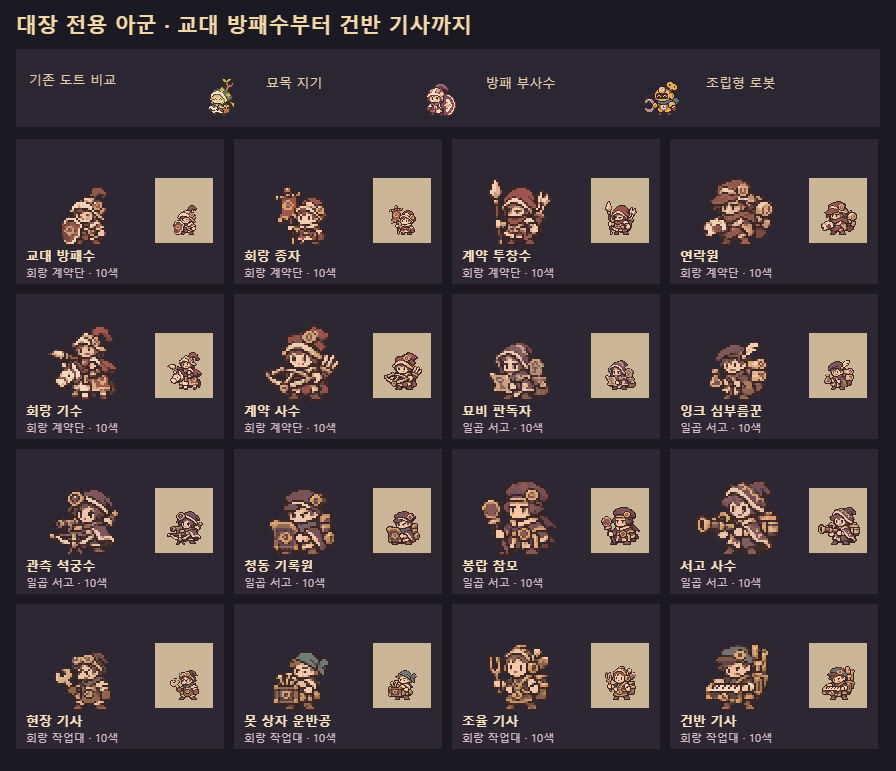 대장 전용 아군 · 교대 방패수부터 건반 기사까지
기존 도트 비교
묘목 지기
방패 부사수
조립형 로봇
교대 방패수
회랑 계약단 · 10색
회랑 종자
회랑 계약단 · 10색
계약 투창수
회랑 계약단 · 10색
연락원
회랑 계약단 · 10색
회랑 기수
회랑 계약단 · 10색
계약 사수
회랑 계약단 · 10색
묘비 판독자
일곱 서고 · 10색
잉크 심부름꾼
일곱 서고 · 10색
관측 석궁수
일곱 서고 · 10색
청동 기록원
일곱 서고 · 10색
봉랍 참모
일곱 서고 · 10색
서고 사수
일곱 서고 · 10색
현장 기사
회랑 작업대 · 10색
못 상자 운반공
회랑 작업대 · 10색
조율 기사
회랑 작업대 · 10색
건반 기사
회랑 작업대 · 10색